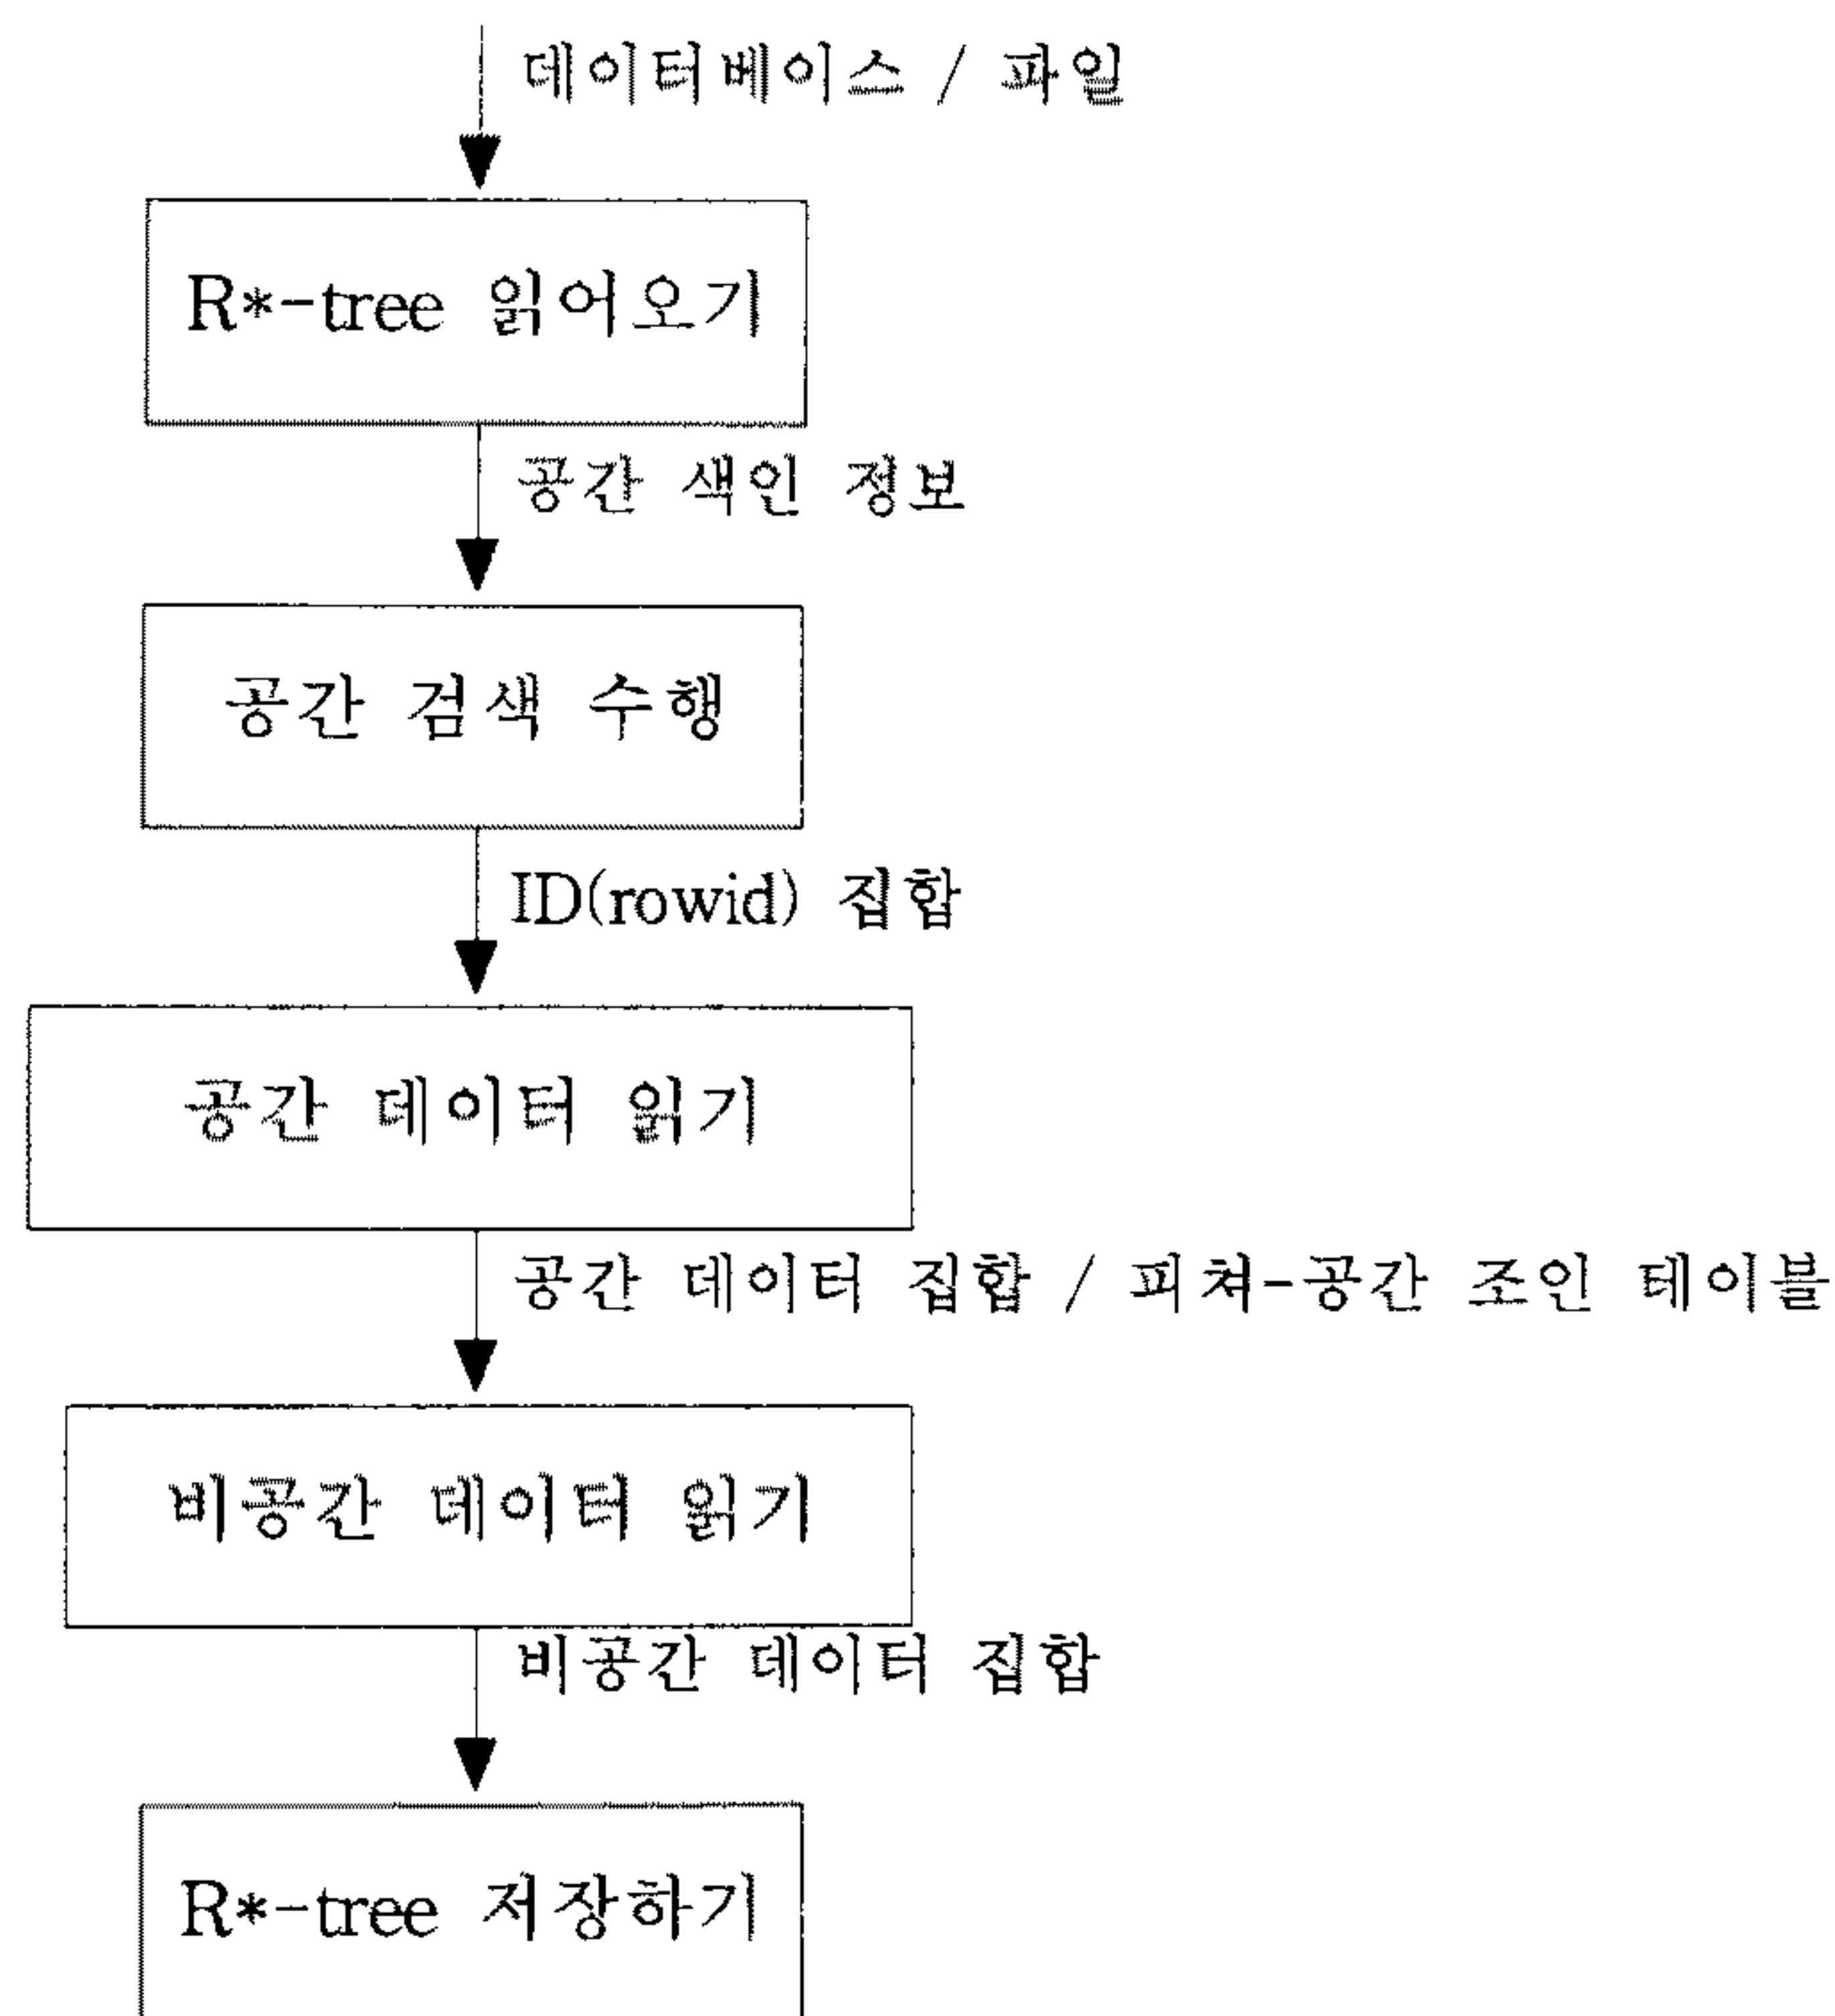 데이터베이스 / 파일
R*-tree 읽어오기
공간 색인 정보
공간 검색 수행
ID(rowid) 집합
공간 데이터 읽기
공간 데이터 집합 / 피쳐-공간 조인 테이블
비공간 데이터 읽기
비공간 데이터 집합
R*-tree 저장하기